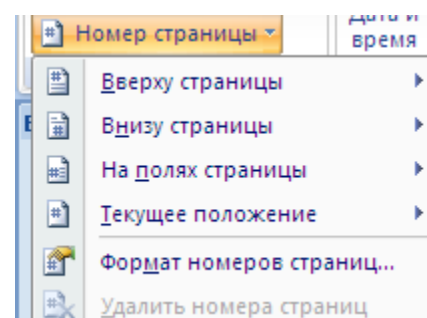 Номер страницы
Дата и
время
Вверху страницы
Внизу страницы
На полях страницы
Текущее положение
Формат номеров страниц...
Удалить номера страниц